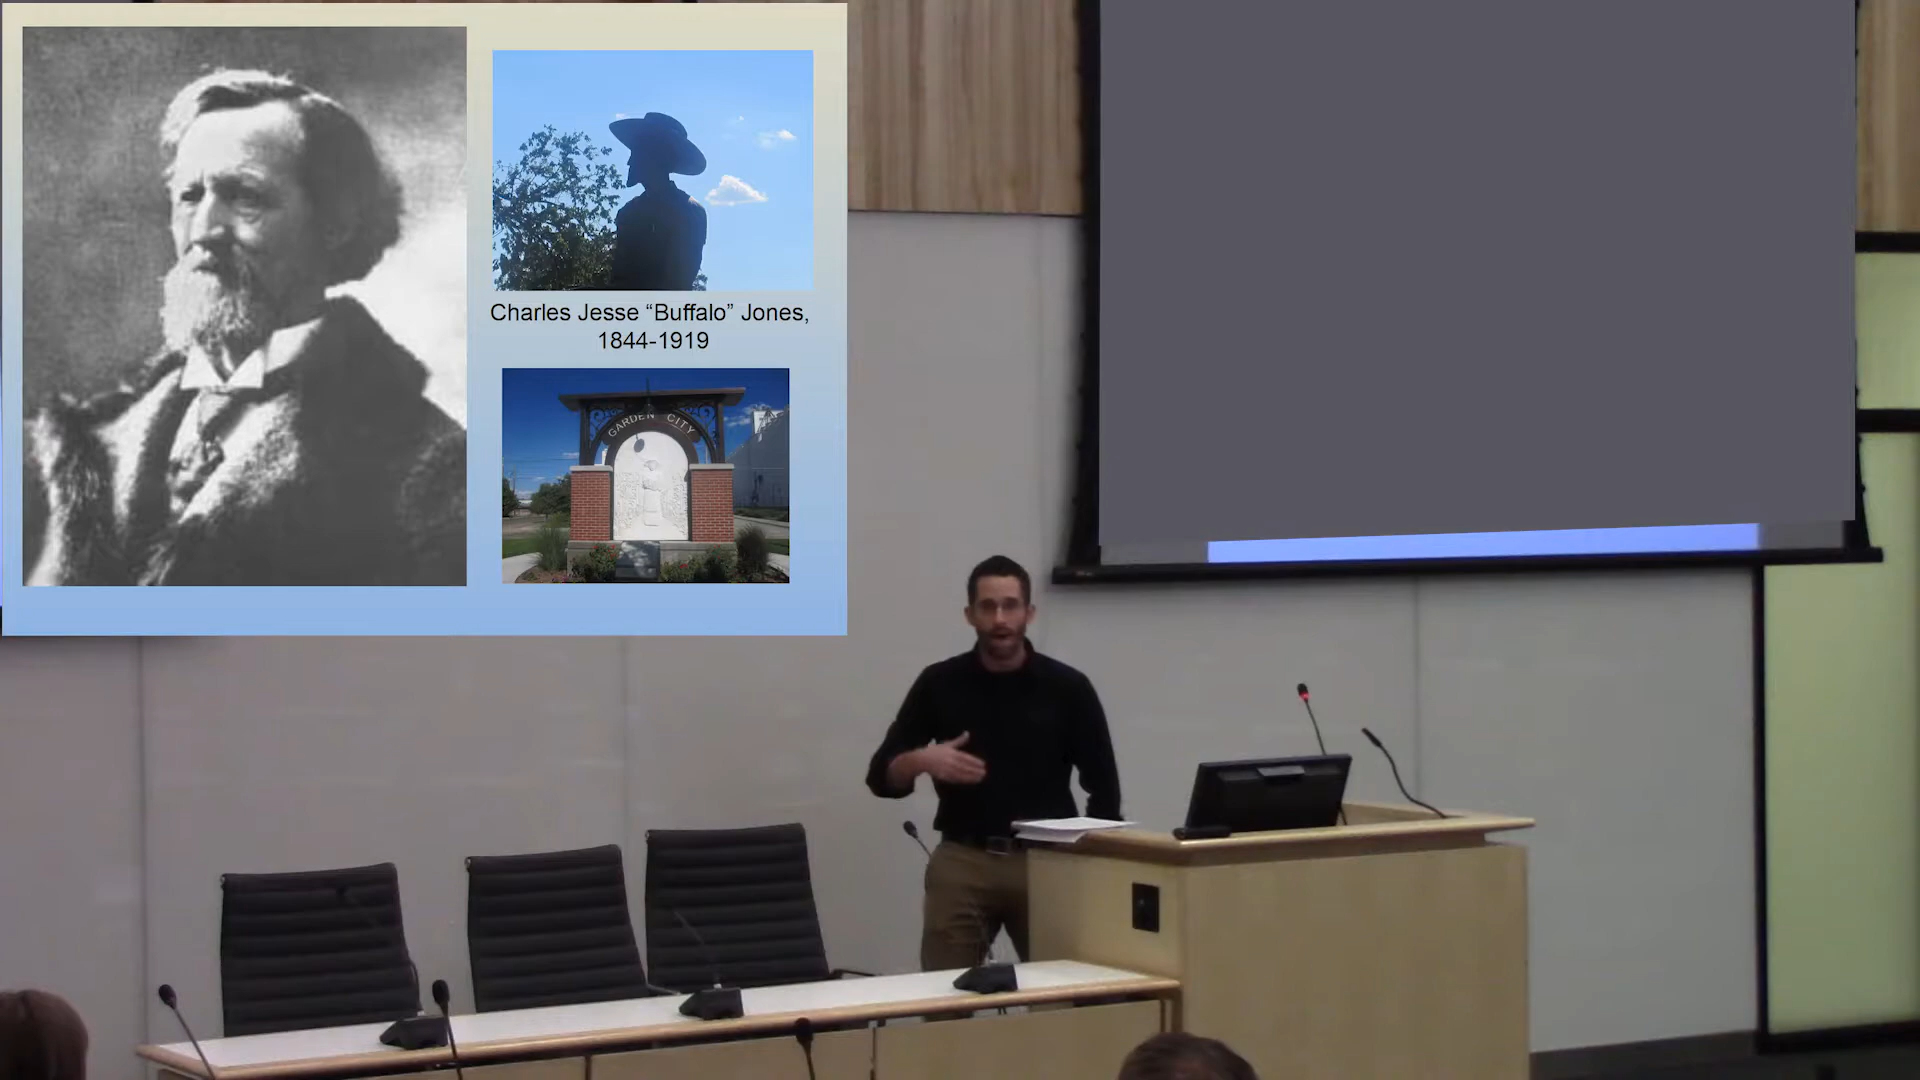 Charles Jesse “Buffalo” Jones,
1844-1919
GARDEN CITY